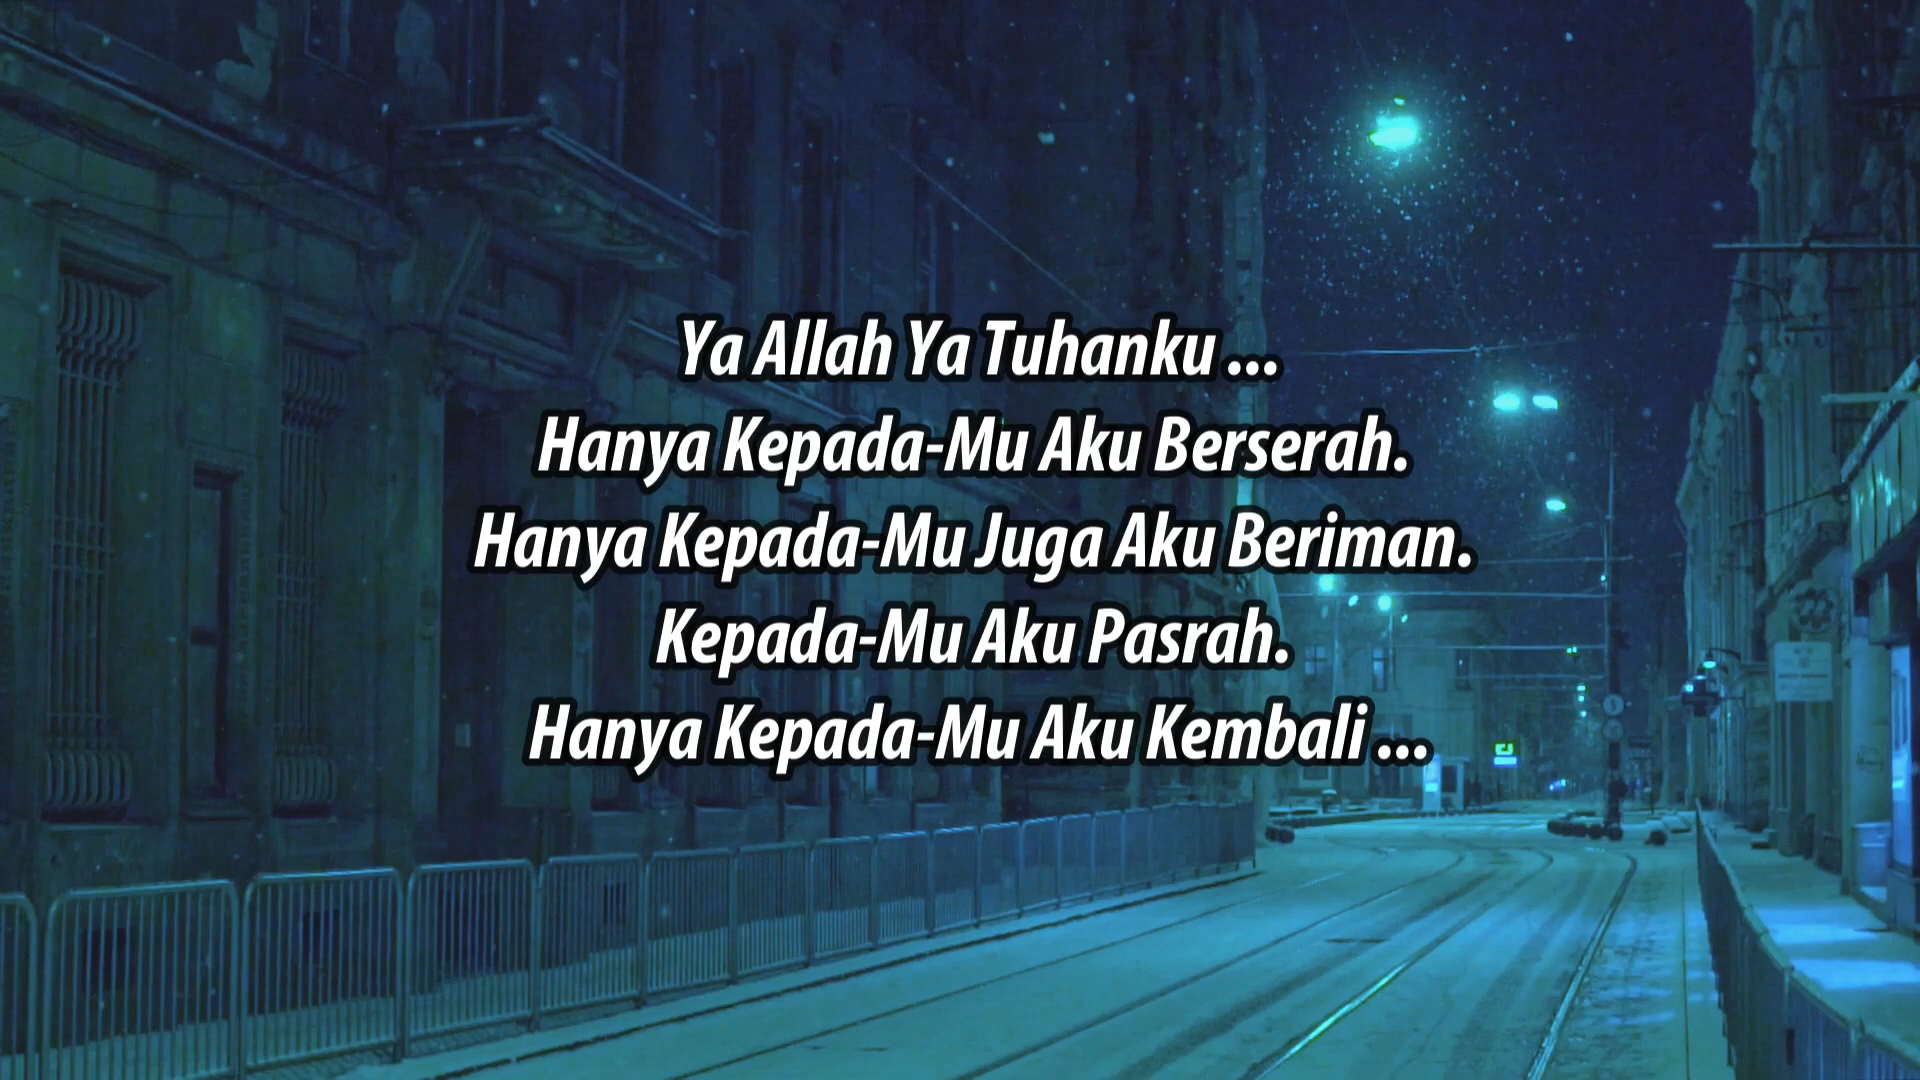 Ya Allah Ya Tuhanku ...
Hanya Kepada-Mu Aku Berserah.
Hanya Kepada-Mu Juga Aku Beriman.
Kepada-Mu Aku Pasrah.
Hanya Kepada-Mu Aku Kembali ...